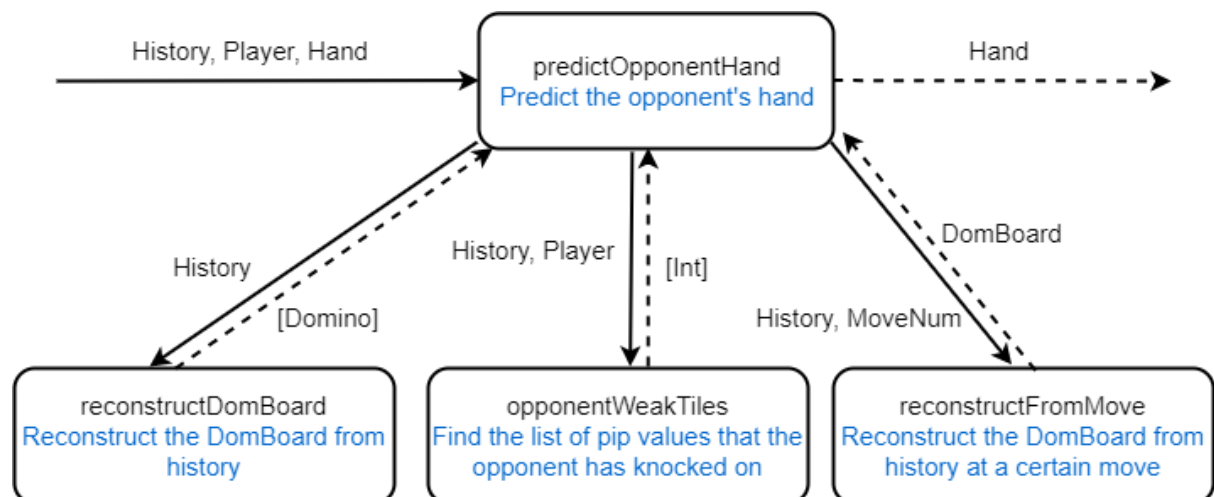 History, Player, Hand
predictOpponentHand
Predict the opponent's hand
Hand
History
[Domino]
History, Player
[Int]
DomBoard
History, MoveNum
reconstructDomBoard
Reconstruct the DomBoard from
history
opponentWeakTiles
Find the list of pip values that the
opponent has knocked on
reconstructFromMove
Reconstruct the DomBoard from
history at a certain move